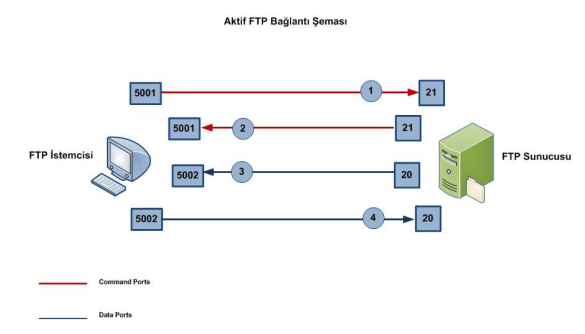 Aktif FTP Bağlantı Şeması
5001 1 21
5001 2 21
FTP İstemcisi
5002 3 20
FTP Sunucusu
5002 4 20
Command Ports
Data Ports